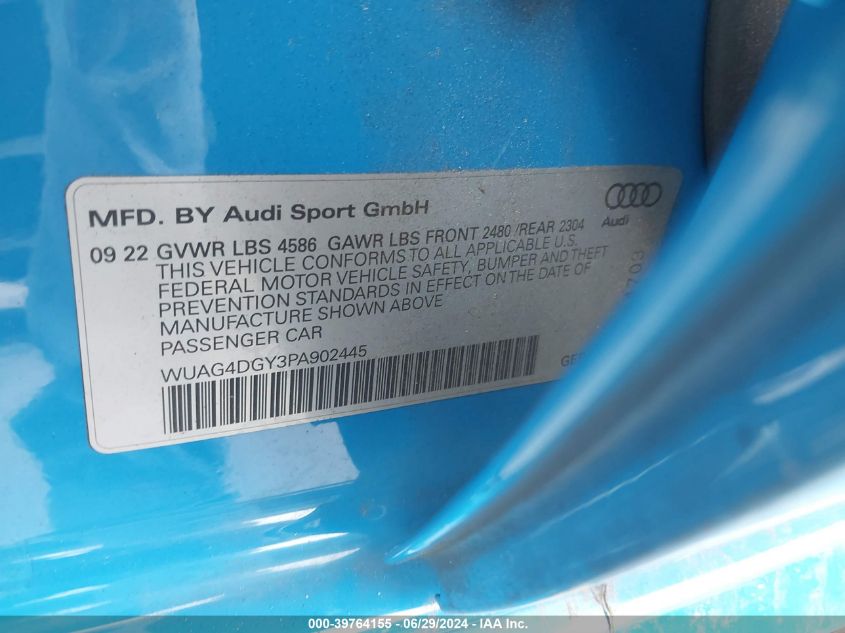 MFD. BY Audi Sport GmbH
Audi
09 22 GVWR LBS 4586 GAWR LBS FRONT 2480 /REAR 2304
THIS VEHICLE CONFORMS TO ALL APPLICABLE U.S.
FEDERAL MOTOR VEHICLE SAFETY, BUMPER AND THEFT
PREVENTION STANDARDS IN EFFECT ON THE DATE OF
MANUFACTURE SHOWN ABOVE
PASSENGER CAR
WUAG4DGY3PA902445
000-39764155 - 06/29/2024 - IAA Inc.